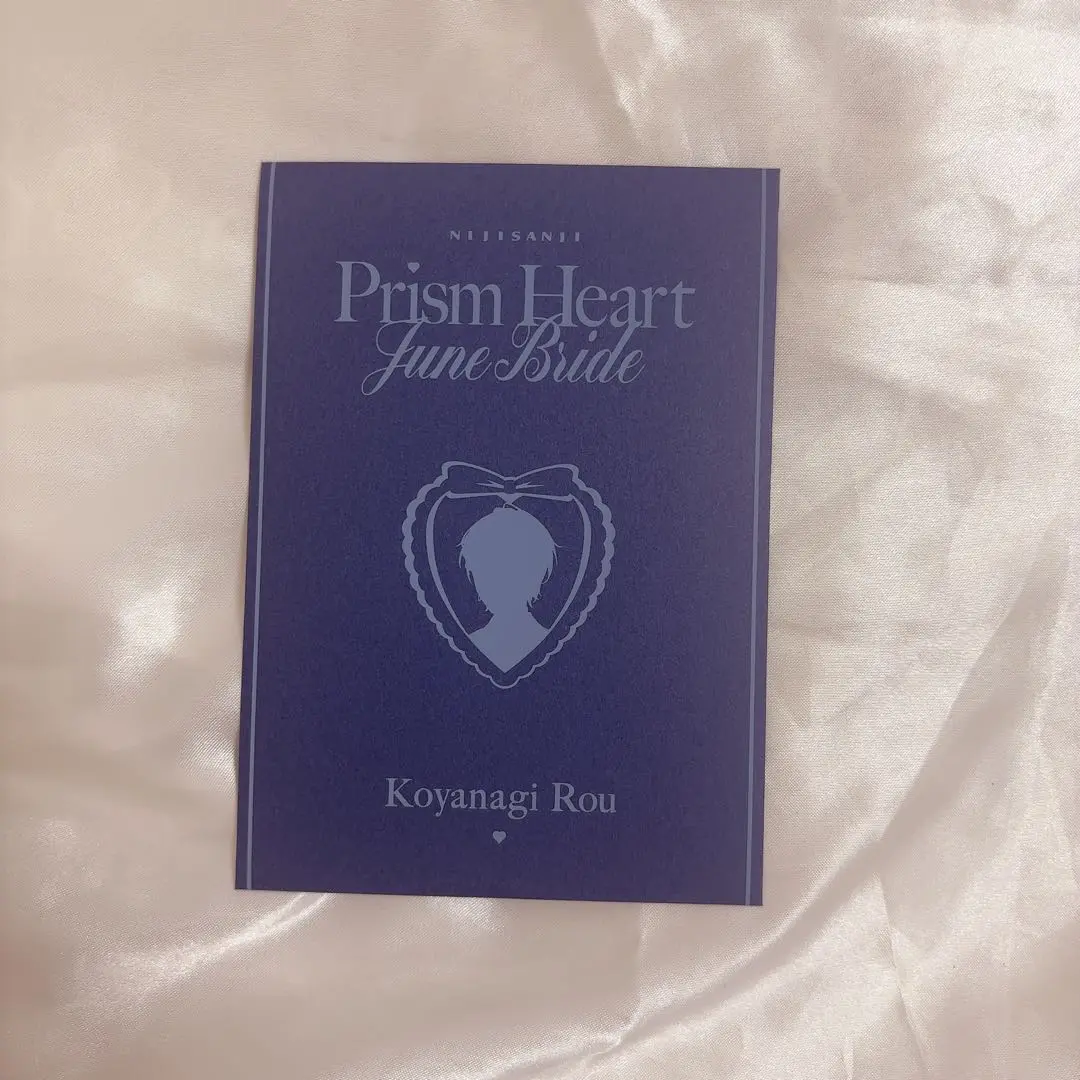 NIJISANJI
Prism Heart
June Bride
Koyanagi Rou